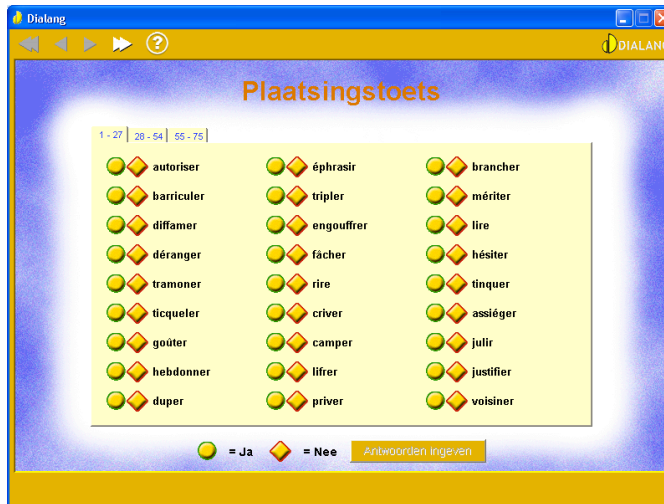 Dialang
?
DIALANG
Plaatsingstoets
1 - 27 28 - 54 55 - 75
autoriser éphrasir brancher
barriculer tripler mériter
diffamer engouffrer lire
déranger fâcher hésiter
tramoner rire tinquer
ticqueler criver assiéger
goûter camper julir
hebdonner lifrer justifier
duper priver voisiner
= Ja = Nee Antwoorden ingeven